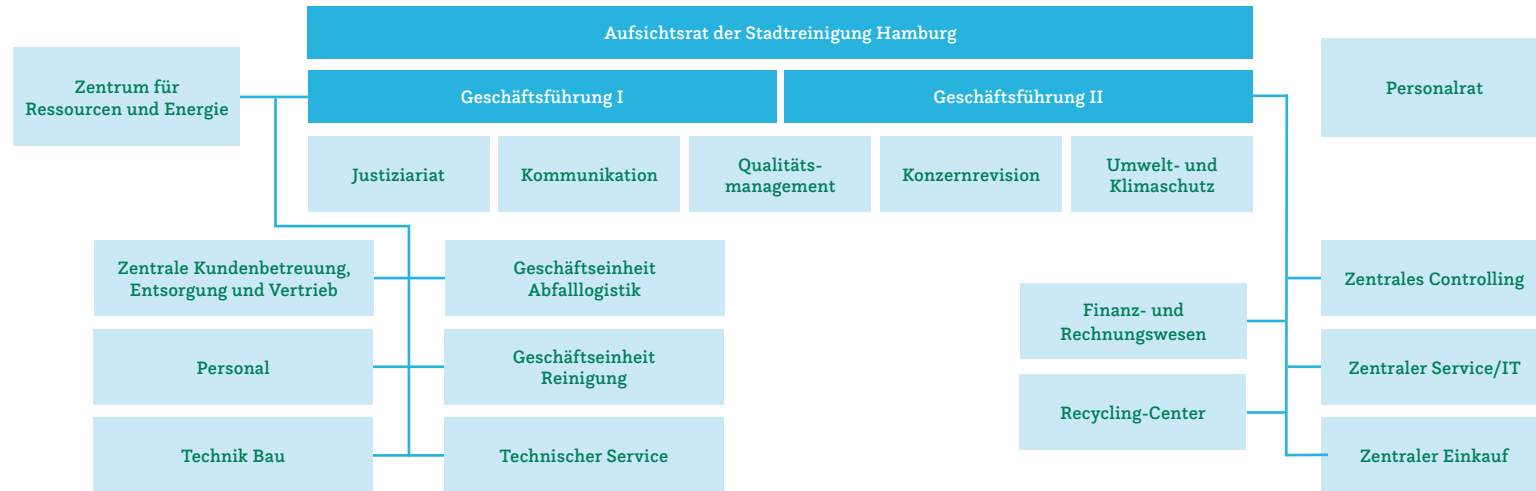 Aufsichtsrat der Stadtreinigung Hamburg
Zentrum für
Ressourcen und Energie
Geschäftsführung I
Geschäftsführung II
Personalrat
Justiziariat
Kommunikation
Qualitäts-
management
Konzernrevision
Umwelt- und
Klimaschutz
Zentrale Kundenbetreuung,
Entsorgung und Vertrieb
Geschäftseinheit
Abfalllogistik
Personal
Geschäftseinheit
Reinigung
Technik Bau
Technischer Service
Finanz- und
Rechnungswesen
Recycling-Center
Zentrales Controlling
Zentraler Service/IT
Zentraler Einkauf